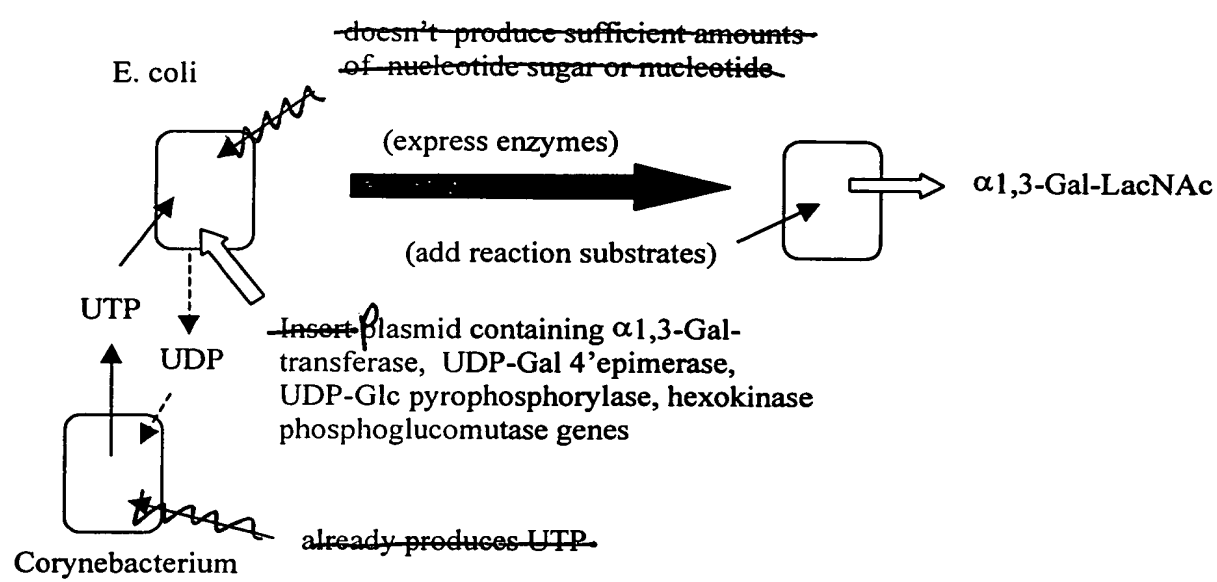 doesn't produce sufficient amounts
of nucleotide sugar or nucleotide
E. coli
(express enzymes)
α1,3-Gal-LacNAc
(add reaction substrates)
UTP
UDP
Insert plasmid containing α1,3-Gal-
transferase, UDP-Gal 4'epimerase,
UDP-Glc pyrophosphorylase, hexokinase
phosphoglucomutase genes
already produces UTP
Corynebacterium